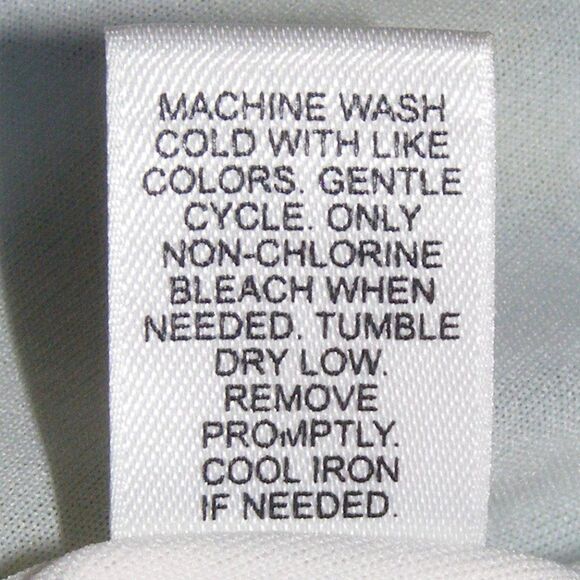 MACHINE WASH
COLD WITH LIKE
COLORS. GENTLE
CYCLE. ONLY
NON-CHLORINE
BLEACH WHEN
NEEDED. TUMBLE
DRY LOW.
REMOVE
PROMPTLY.
COOL IRON
IF NEEDED.